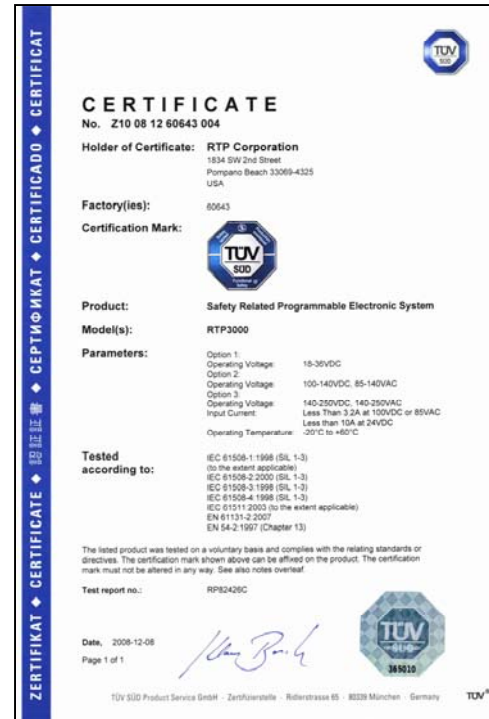 ZERTIFIKAT ◆ CERTIFICATE ◆ 認証証書 ◆ СЕРТИФИКАТ ◆ CERTIFICADO ◆ CERTIFICAT
TÜV
SÜD
CERTIFICATE
No. Z10 08 12 60643 004
Holder of Certificate: RTP Corporation
1834 SW 2nd Street
Pompano Beach 33069-4325
USA
Factory(ies): 60643
Certification Mark:
TÜV
SÜD
Functional
Safety
Product: Safety Related Programmable Electronic System
Model(s): RTP3000
Parameters: Option 1:
Operating Voltage: 18-36VDC
Option 2:
Operating Voltage: 100-140VDC, 85-140VAC
Option 3:
Operating Voltage: 140-250VDC, 140-250VAC
Input Current: Less Than 3.2A at 100VDC or 85VAC
Less than 10A at 24VDC
Operating Temperature: -20°C to +60°C
Tested according to: IEC 61508-1:1998 (SIL 1-3)
(to the extent applicable)
IEC 61508-2:2000 (SIL 1-3)
IEC 61508-3:1998 (SIL 1-3)
IEC 61508-4:1998 (SIL 1-3)
IEC 61511:2003 (to the extent applicable)
EN 61131-2:2007
EN 54-2:1997 (Chapter 13)
The listed product was tested on a voluntary basis and complies with the relating standards or
directives. The certification mark shown above can be affixed on the product. The certification
mark must not be altered in any way. See also notes overleaf.
Test report no.: RP82426C
Date, 2008-12-08
Page 1 of 1
TÜV
SÜD
365010
TÜV SÜD Product Service GmbH · Zertifizierstelle · Ridlerstrasse 65 · 80339 München · Germany
TÜV®